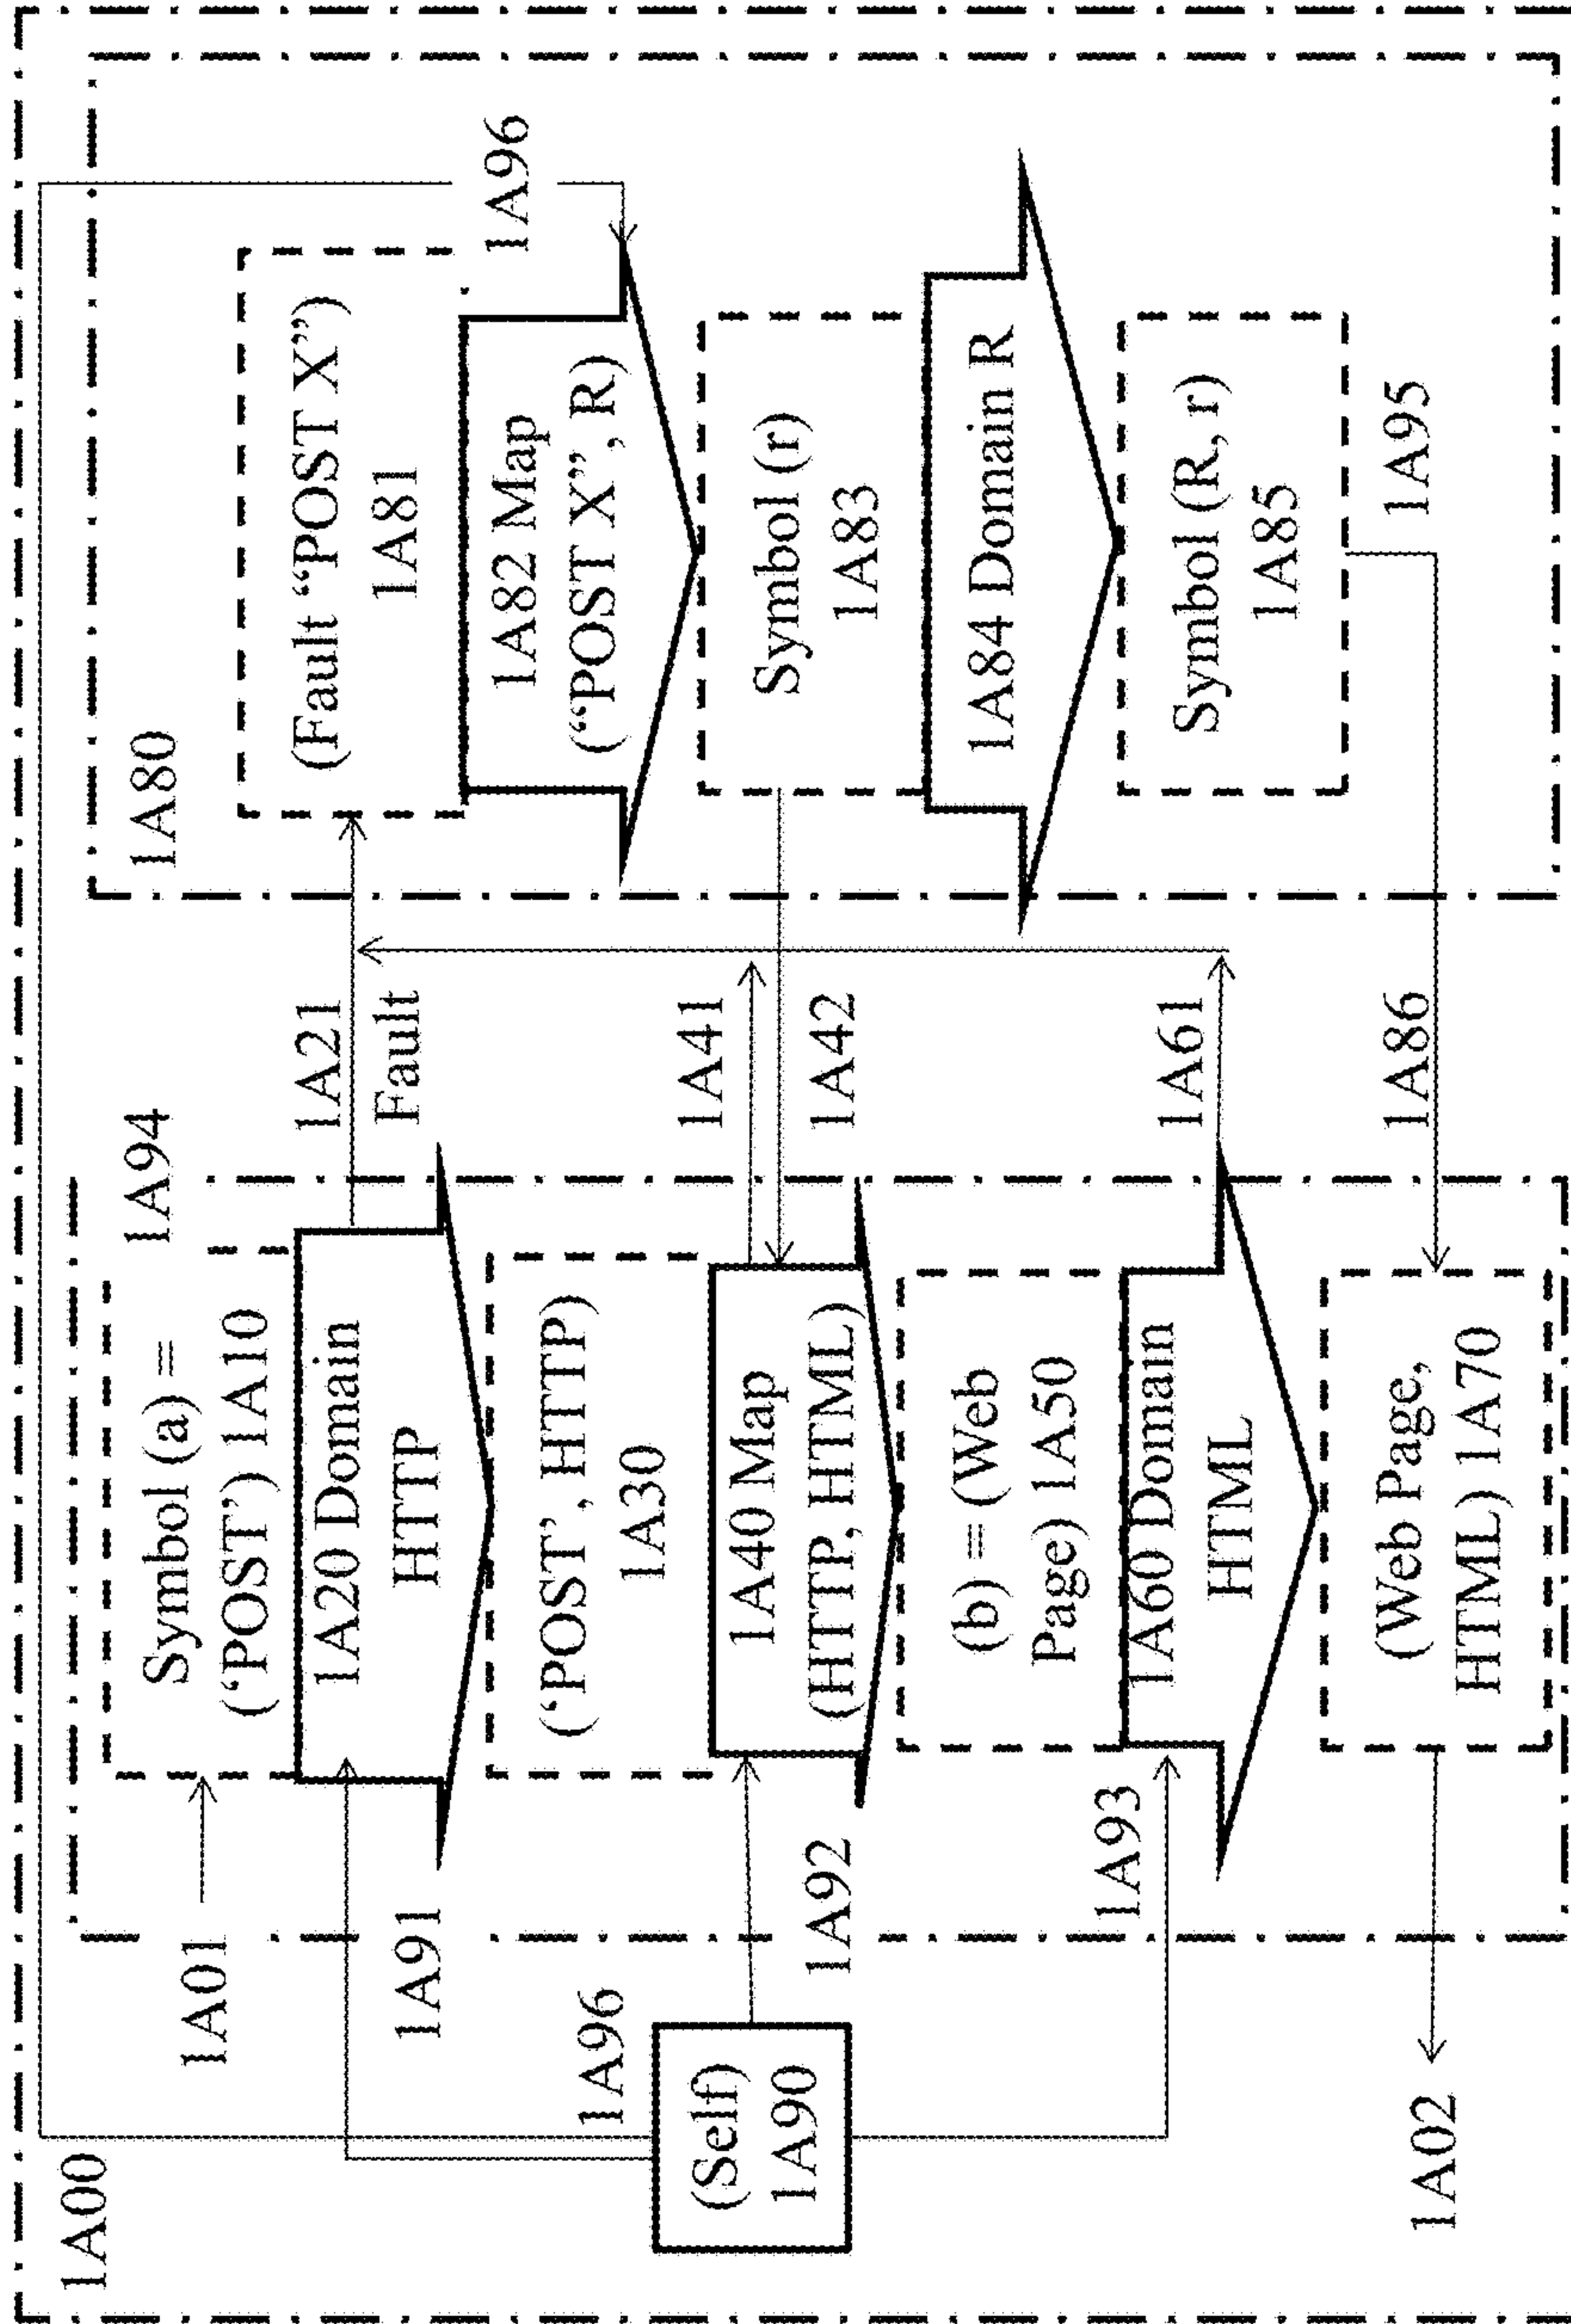 1A00
1A01
1A94
1A80
Symbol (a) =
(‘POST’) 1A10
1A20 Domain
HTTP
1A91
1A21
Fault
(Fault “POST X”)
1A81
1A96
(‘POST’, HTTP)
1A30
1A82 Map
(“POST X”, R)
1A96
(Self)
1A90
1A92
1A40 Map
(HTTP, HTML)
1A41
1A42
Symbol (r)
1A83
(b) = (Web
Page) 1A50
1A84 Domain R
1A93
1A60 Domain
HTML
1A61
Symbol (R, r)
1A85
(Web Page,
HTML) 1A70
1A86
1A95
1A02